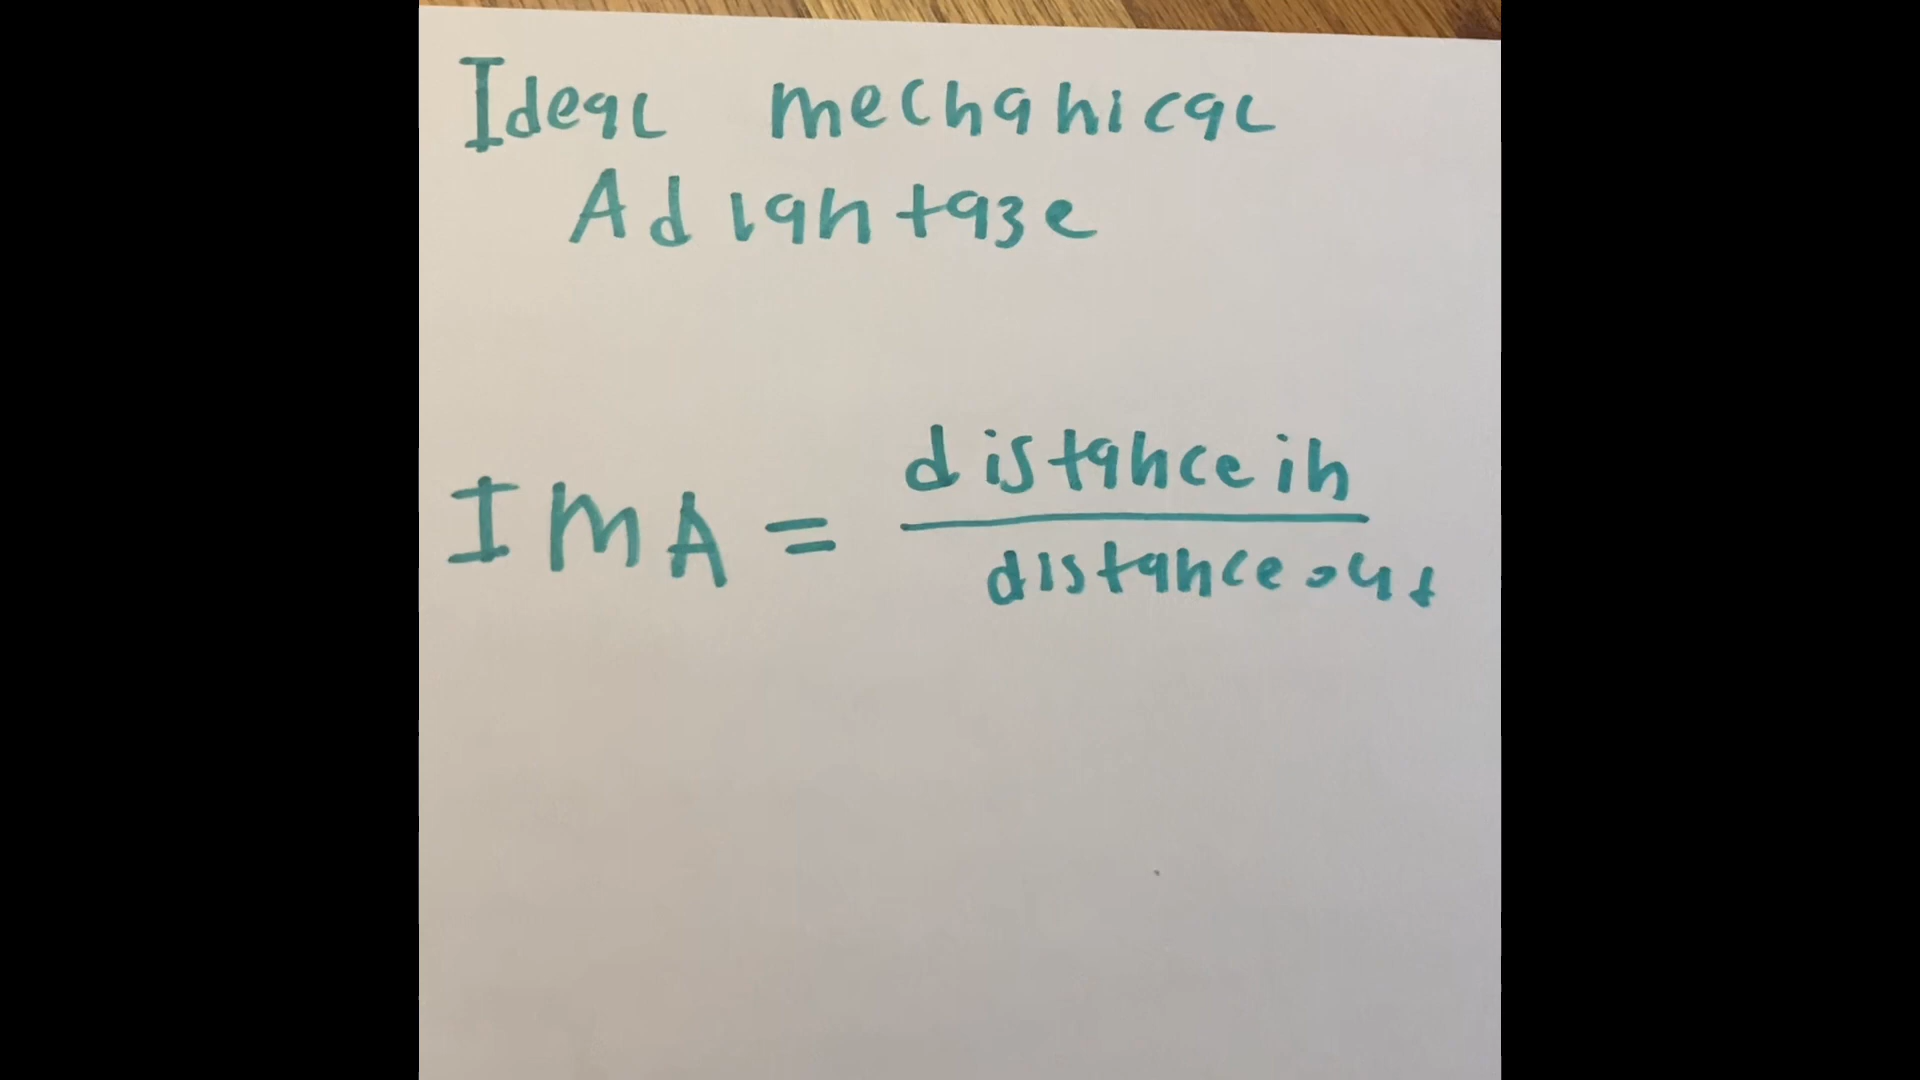 Ideal mechanical
Advantage
IMA = distance in
distance out